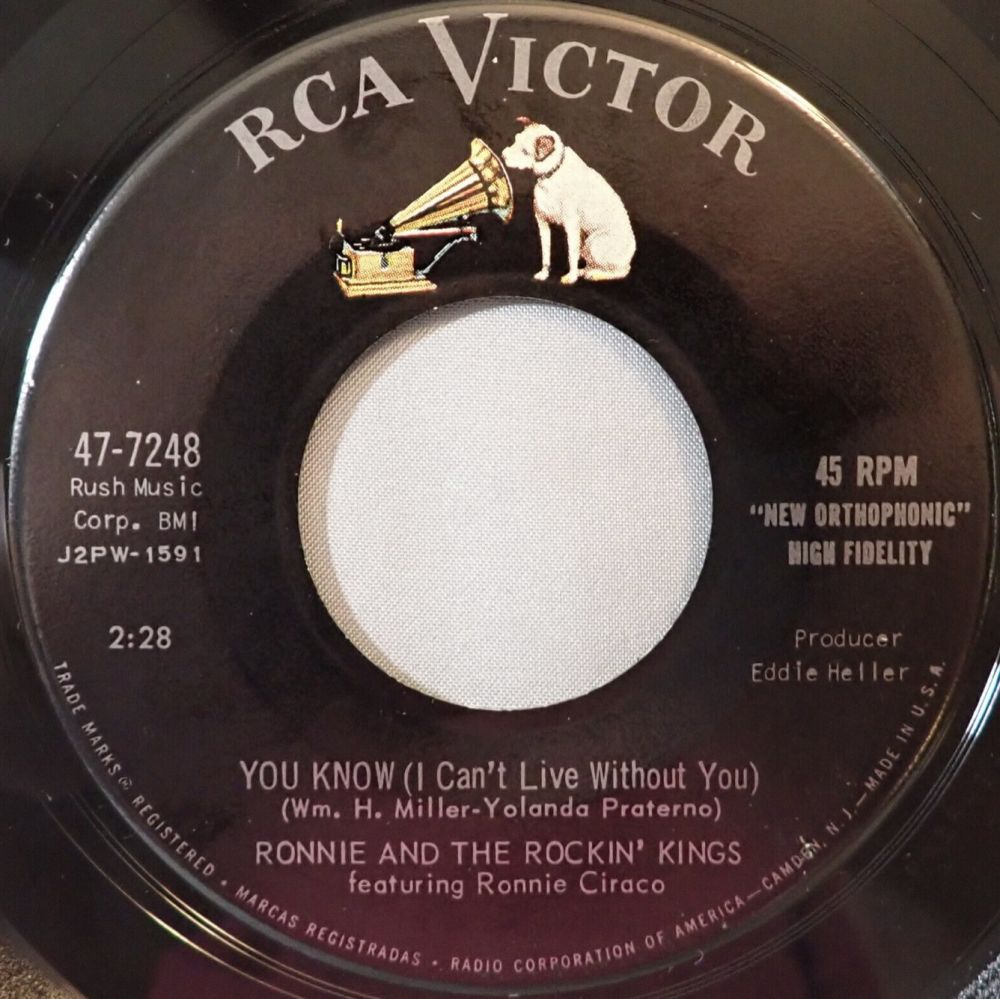 RCA VICTOR
47-7248
Rush Music
Corp. BMI
J2PW-1591
2:28
45 RPM
"NEW ORTHOPHONIC"
HIGH FIDELITY
Producer
Eddie Heller
YOU KNOW (I Can't Live Without You)
(Wm. H. Miller-Yolanda Praterno)
RONNIE AND THE ROCKIN' KINGS
featuring Ronnie Ciraco
TRADE MARKS ® REGISTERED • MARCAS REGISTRADAS • RADIO CORPORATION OF AMERICA—CAMDEN, N. J.—MADE IN U.S.A.